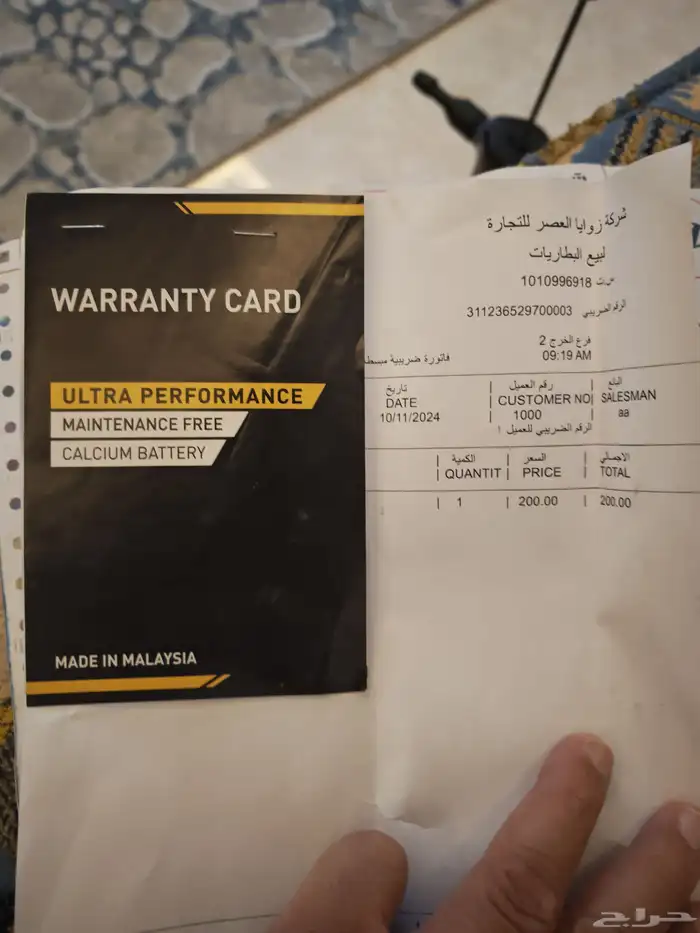 WARRANTY CARD
ULTRA PERFORMANCE
MAINTENANCE FREE
CALCIUM BATTERY
MADE IN MALAYSIA
شركة زوايا العصر للتجارة
لبيع البطاريات
س.ت 1010996918
الرقم الضريبي 311236529700003
فرع الخرج 2
09:19 AM
فاتورة ضريبية مبسطة
تاريخ | رقم العميل | البائع
DATE | CUSTOMER NO | SALESMAN
10/11/2024 | 1000 | aa
الرقم الضريبي للعميل !
| الكمية | السعر | الاجمالي
| QUANTIT | PRICE | TOTAL
| 1 | 200.00 | 200.00
حراج